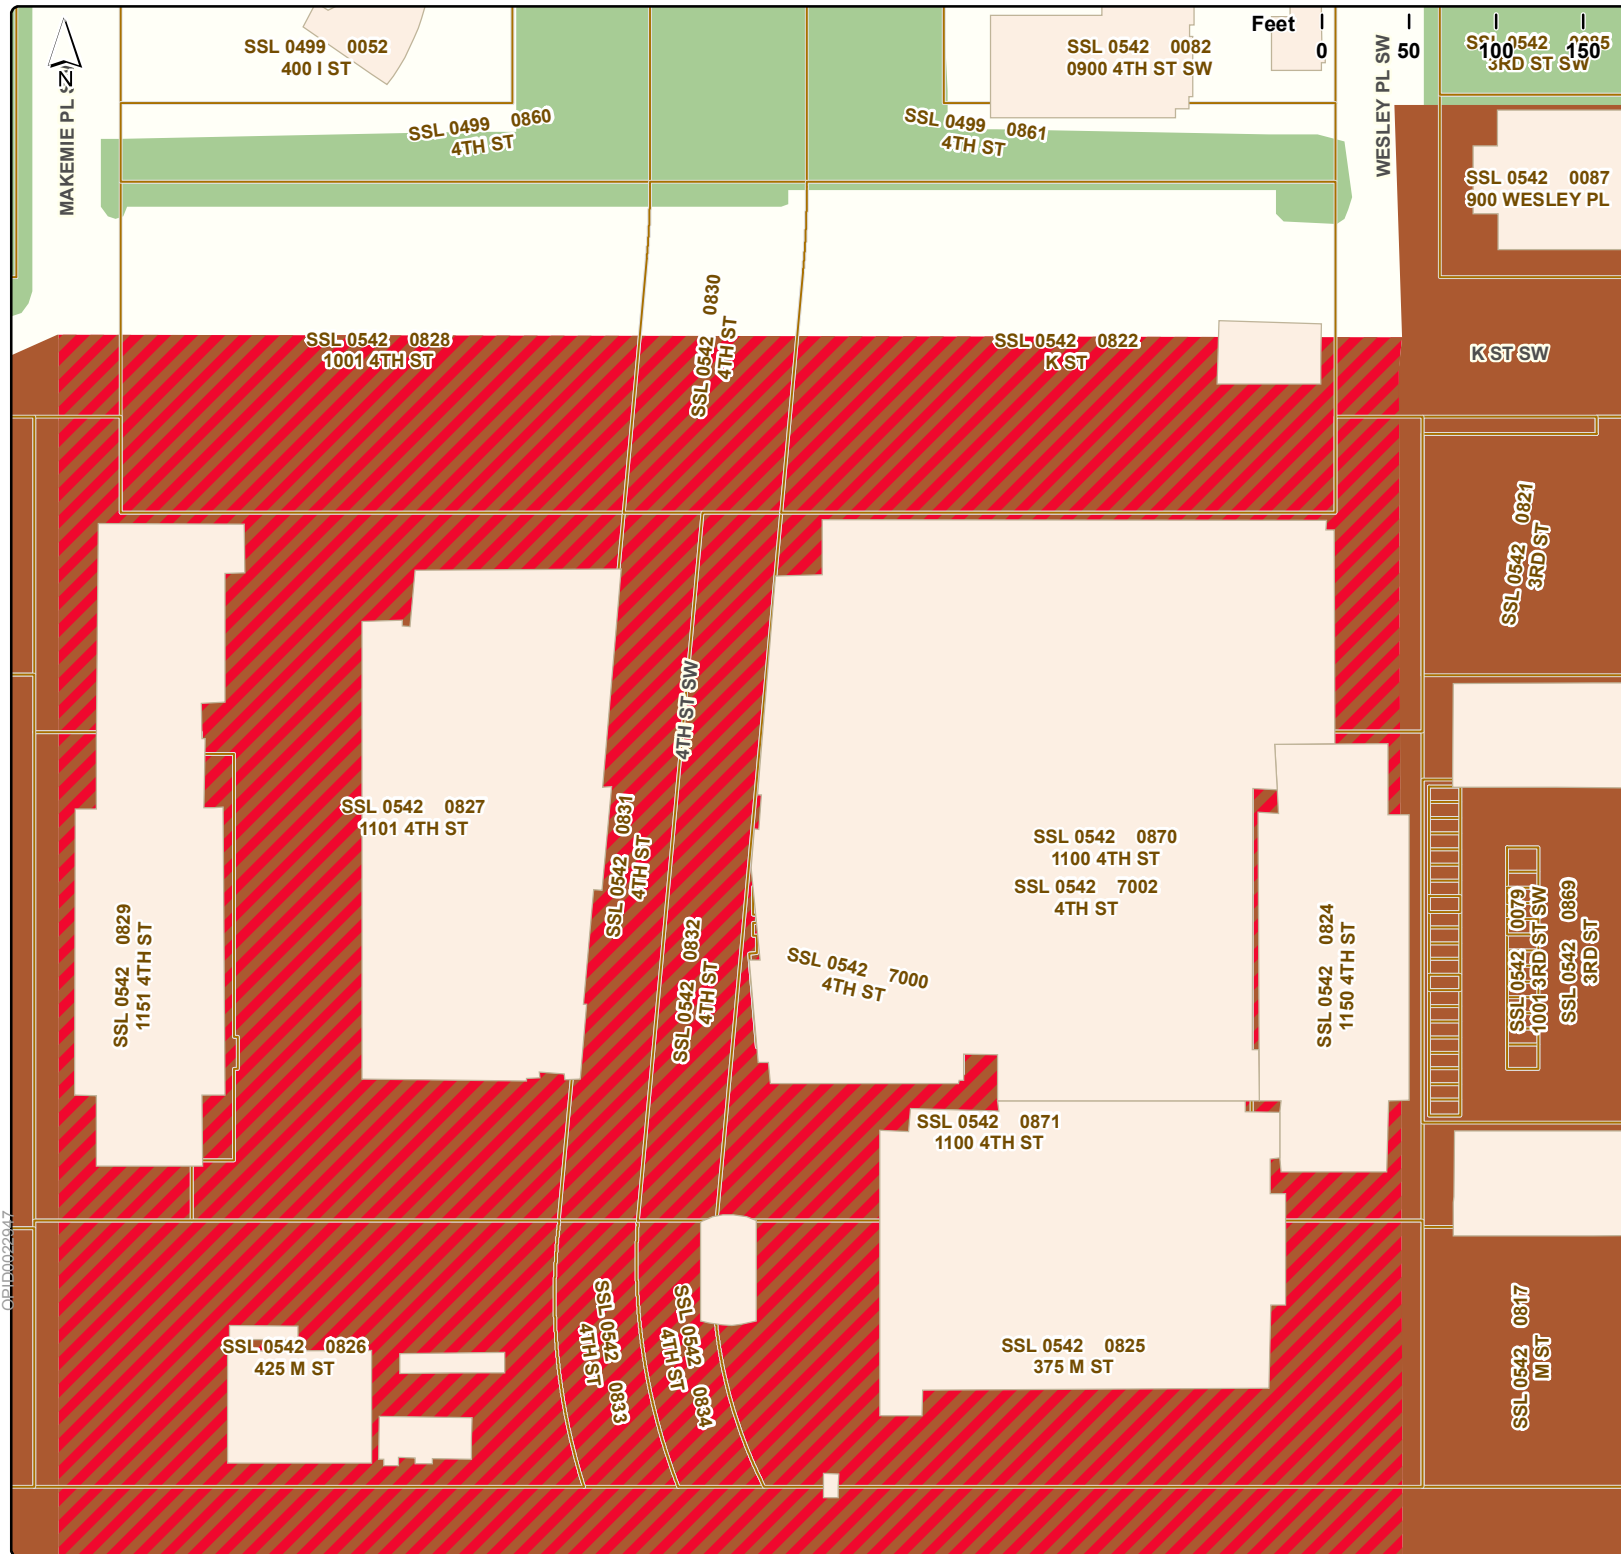 SSL 0499 0052
400 I ST
SSL 0542 0082
0900 4TH ST SW
Feet
0 50 100 150
SSL 0542
3RD ST SW
N
MAKEMIE PL
WESLEY PL SW
SSL 0499 0860
4TH ST
SSL 0499 0861
4TH ST
SSL 0542 0087
900 WESLEY PL
SSL 0542 0830
4TH ST
SSL 0542 0828
1001 4TH ST
SSL 0542 0822
K ST
K ST SW
SSL 0542 0821
3RD ST
4TH ST SW
SSL 0542 0827
1101 4TH ST
SSL 0542 0831
4TH ST
SSL 0542 0870
1100 4TH ST
SSL 0542 7002
4TH ST
SSL 0542 7000
4TH ST
SSL 0542 0829
1151 4TH ST
SSL 0542 0832
4TH ST
SSL 0542 0824
1150 4TH ST
SSL 0542 0079
1001 3RD ST SW
SSL 0542 0869
3RD ST
SSL 0542 0871
1100 4TH ST
SSL 0542 0826
425 M ST
SSL 0542 0833
4TH ST
SSL 0542 0834
4TH ST
SSL 0542 0825
375 M ST
SSL 0542 0817
M ST